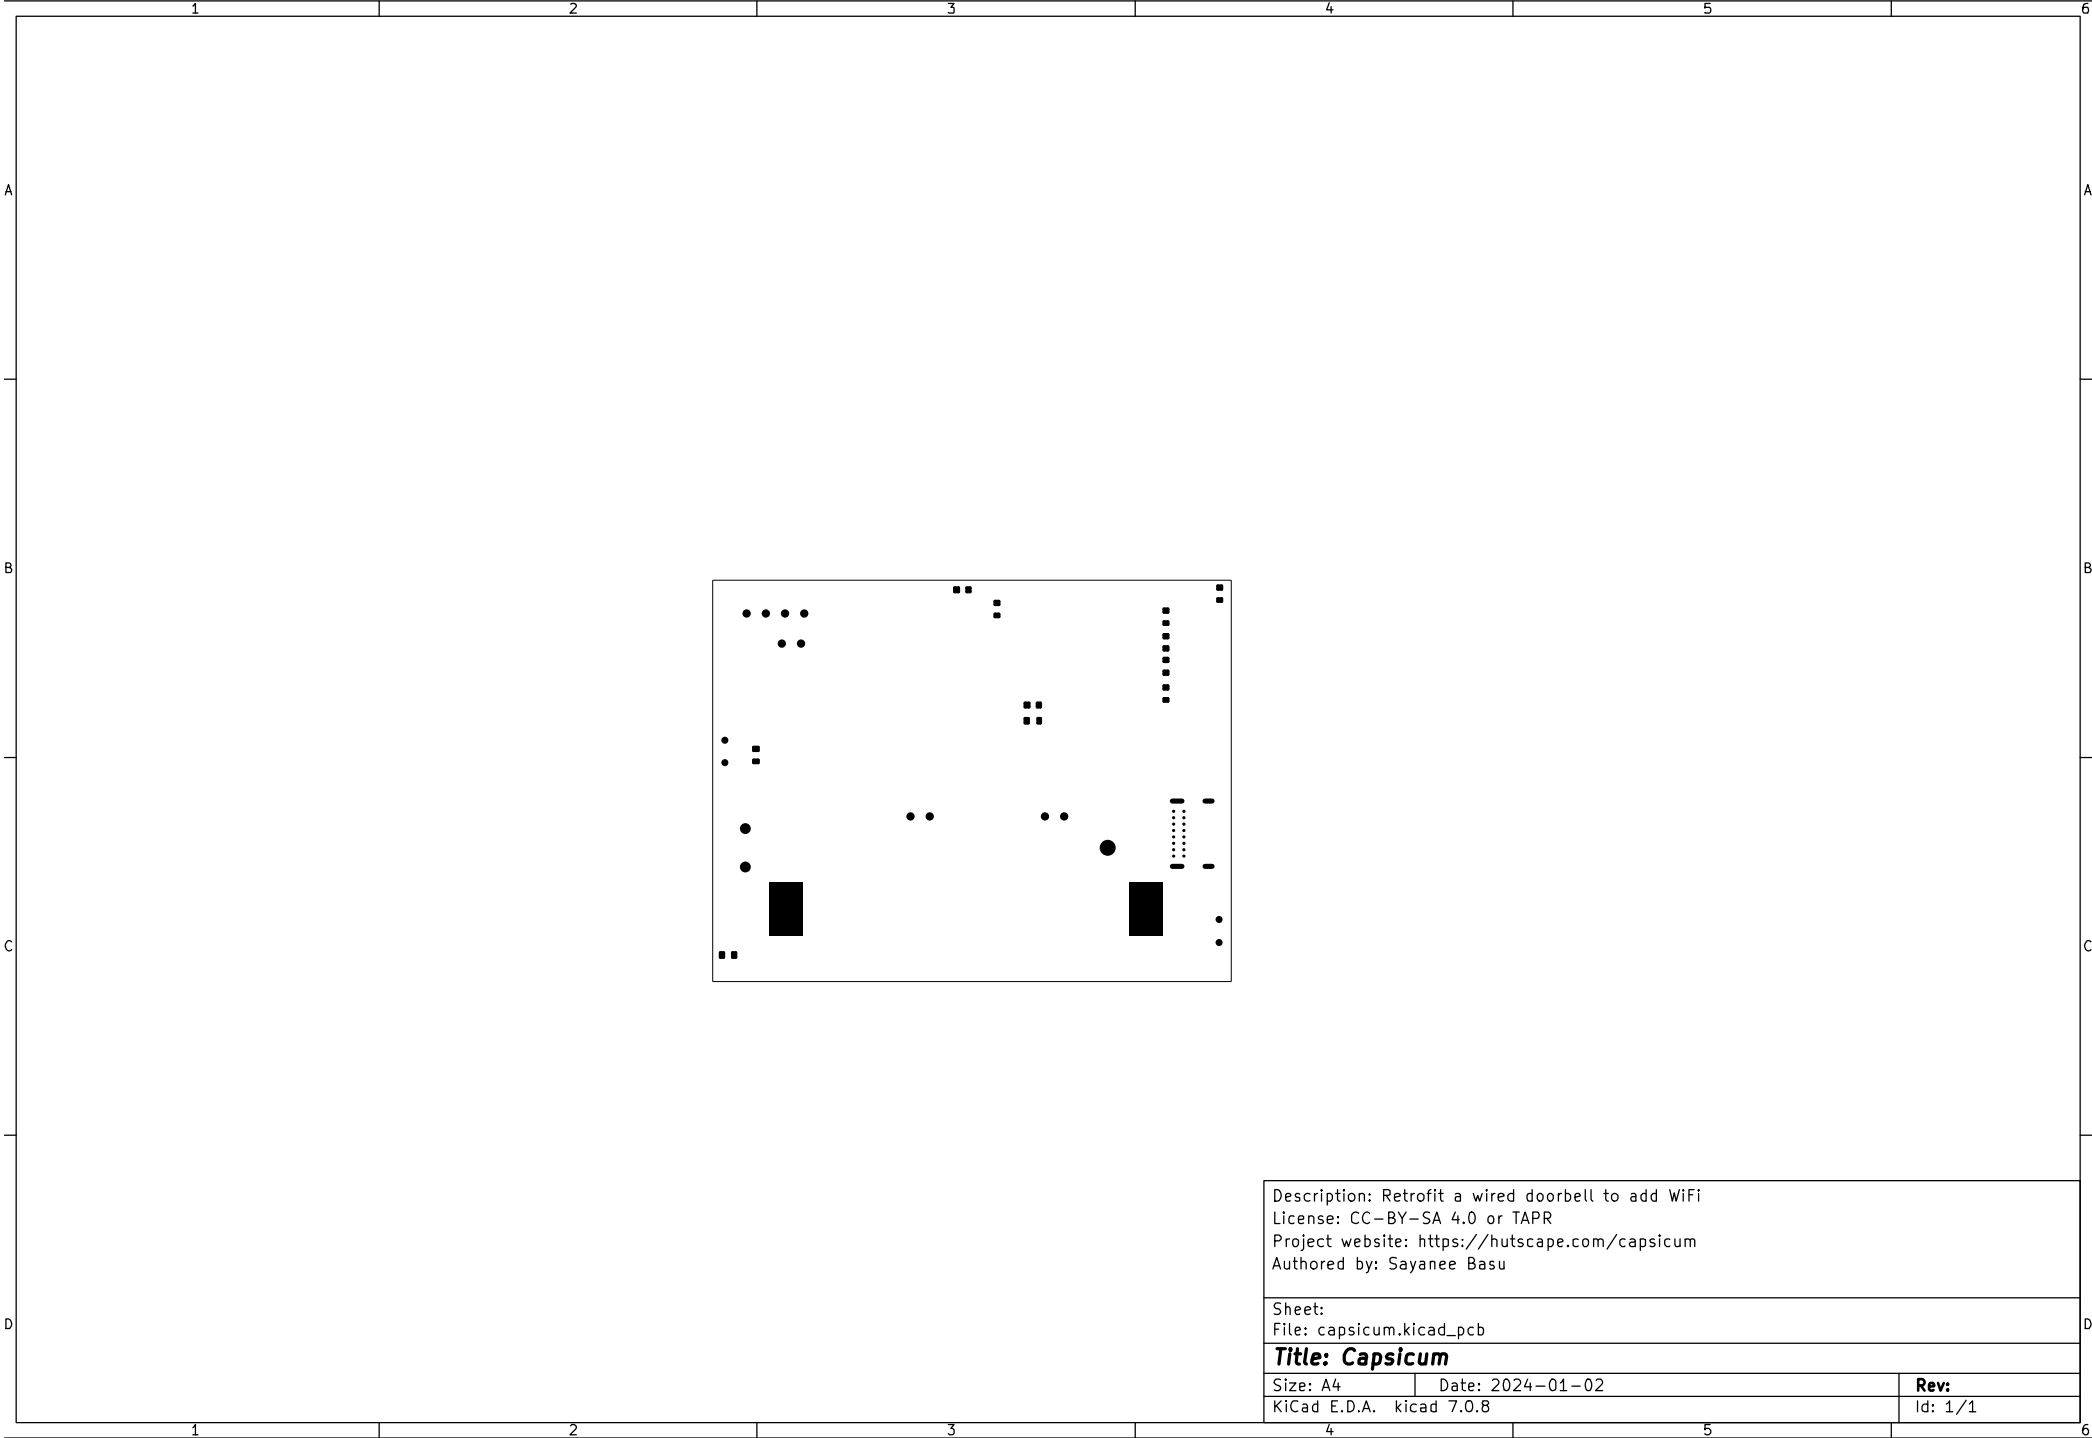 1 2 3 4 5 6
A A
B B
C C
Description: Retrofit a wired doorbell to add WiFi
License: CC-BY-SA 4.0 or TAPR
Project website: https://hutscape.com/capsicum
Authored by: Sayanee Basu
Sheet:
D D
File: capsicum.kicad_pcb
Title: Capsicum
Size: A4 Date: 2024-01-02 Rev:
KiCad E.D.A. kicad 7.0.8 Id: 1/1
1 2 3 4 5 6